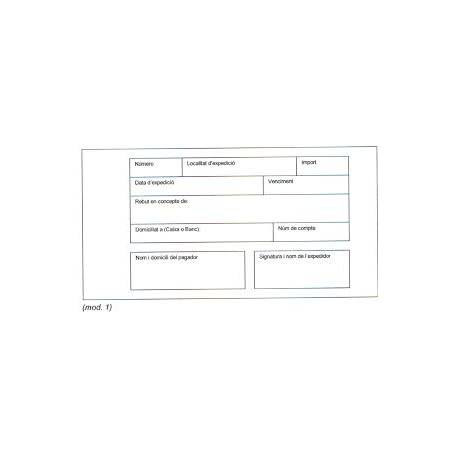 Número Localitat d'expedició Import
Data d'expedició Venciment
Rebut en concepte de:
Domiciliat a (Caixa o Banc) Núm de compte
Nom i domicili del pagador Signatura i nom de l'expedidor
(mod. 1)